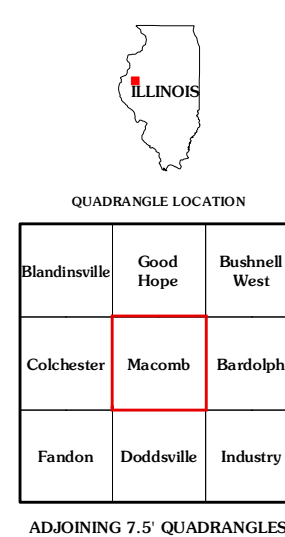 ILLINOIS
QUADRANGLE LOCATION
Blandinsville
Good
Hope
Bushnell
West
Colchester
Macomb
Bardolph
Fandon
Doddsville
Industry
ADJOINING 7.5' QUADRANGLES